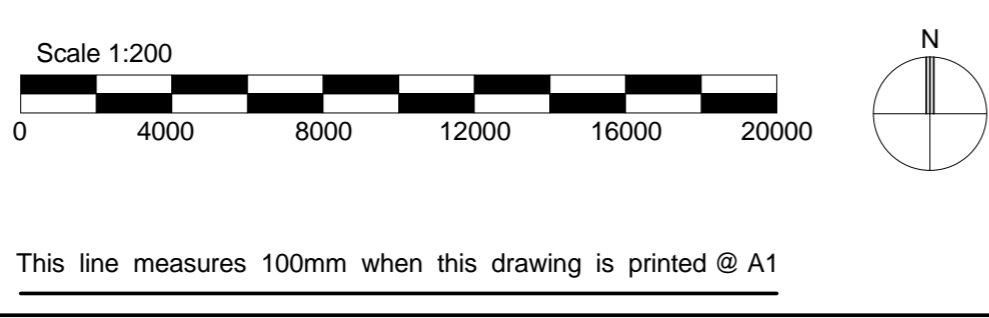 Scale 1:200
N
0 4000 8000 12000 16000 20000
This line measures 100mm when this drawing is printed @ A1